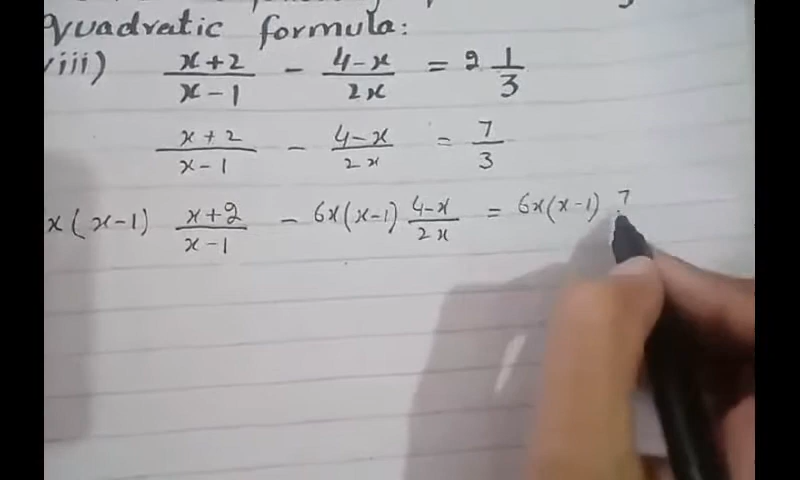 quadratic formula:
viii) x+2/x-1 - 4-x/2x = 2 1/3
x+2/x-1 - 4-x/2x = 7/3
x(x-1) x+2/x-1 - 6x(x-1) 4-x/2x = 6x(x-1) 7